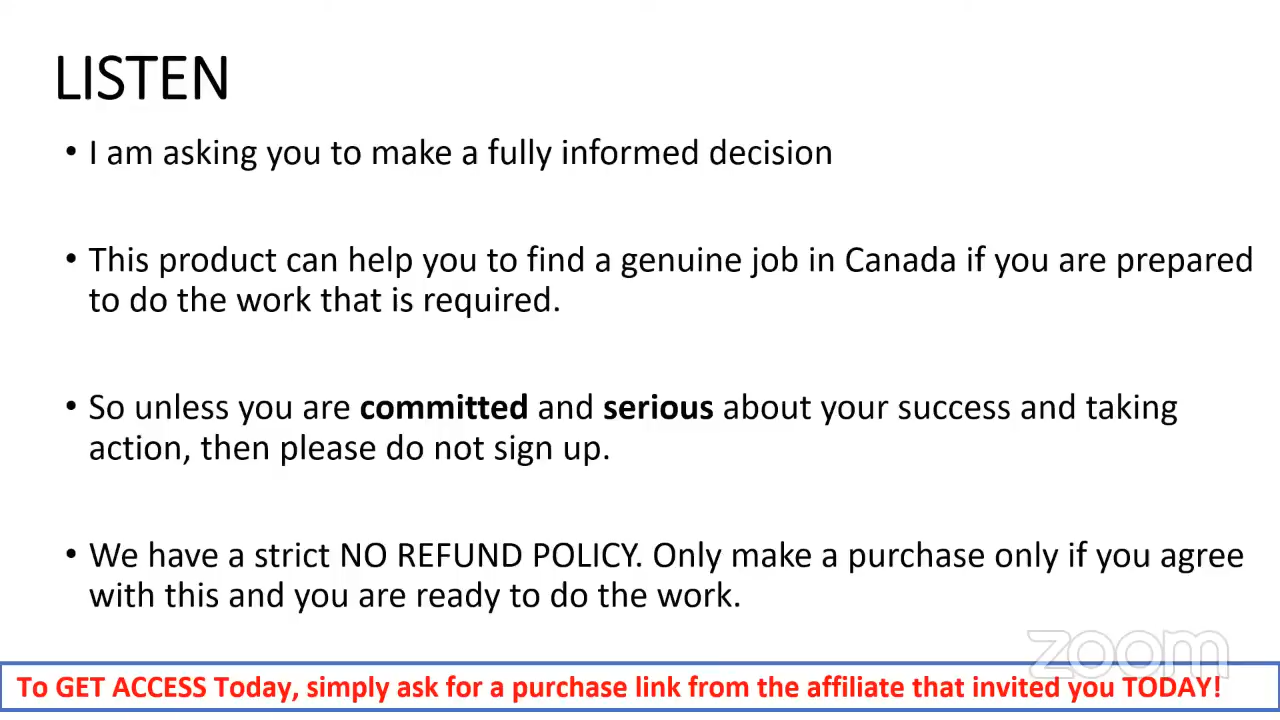 LISTEN
• I am asking you to make a fully informed decision
• This product can help you to find a genuine job in Canada if you are prepared
to do the work that is required.
• So unless you are committed and serious about your success and taking
action, then please do not sign up.
• We have a strict NO REFUND POLICY. Only make a purchase only if you agree
with this and you are ready to do the work.
zoom
To GET ACCESS Today, simply ask for a purchase link from the affiliate that invited you TODAY!